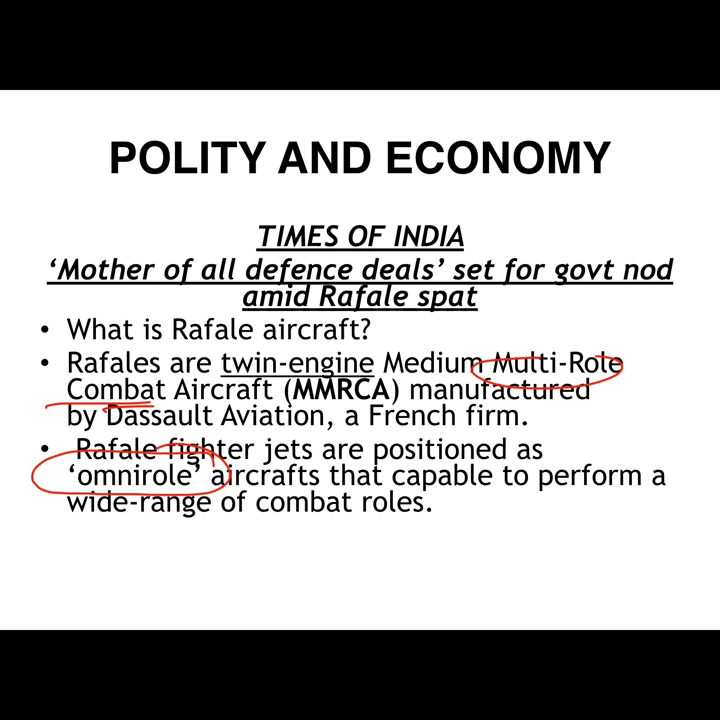 POLITY AND ECONOMY
TIMES OF INDIA
‘Mother of all defence deals’ set for govt nod
amid Rafale spat
• What is Rafale aircraft?
• Rafales are twin-engine Medium Multi-Role
Combat Aircraft (MMRCA) manufactured
by Dassault Aviation, a French firm.
• Rafale fighter jets are positioned as
‘omnirole’ aircrafts that capable to perform a
wide-range of combat roles.